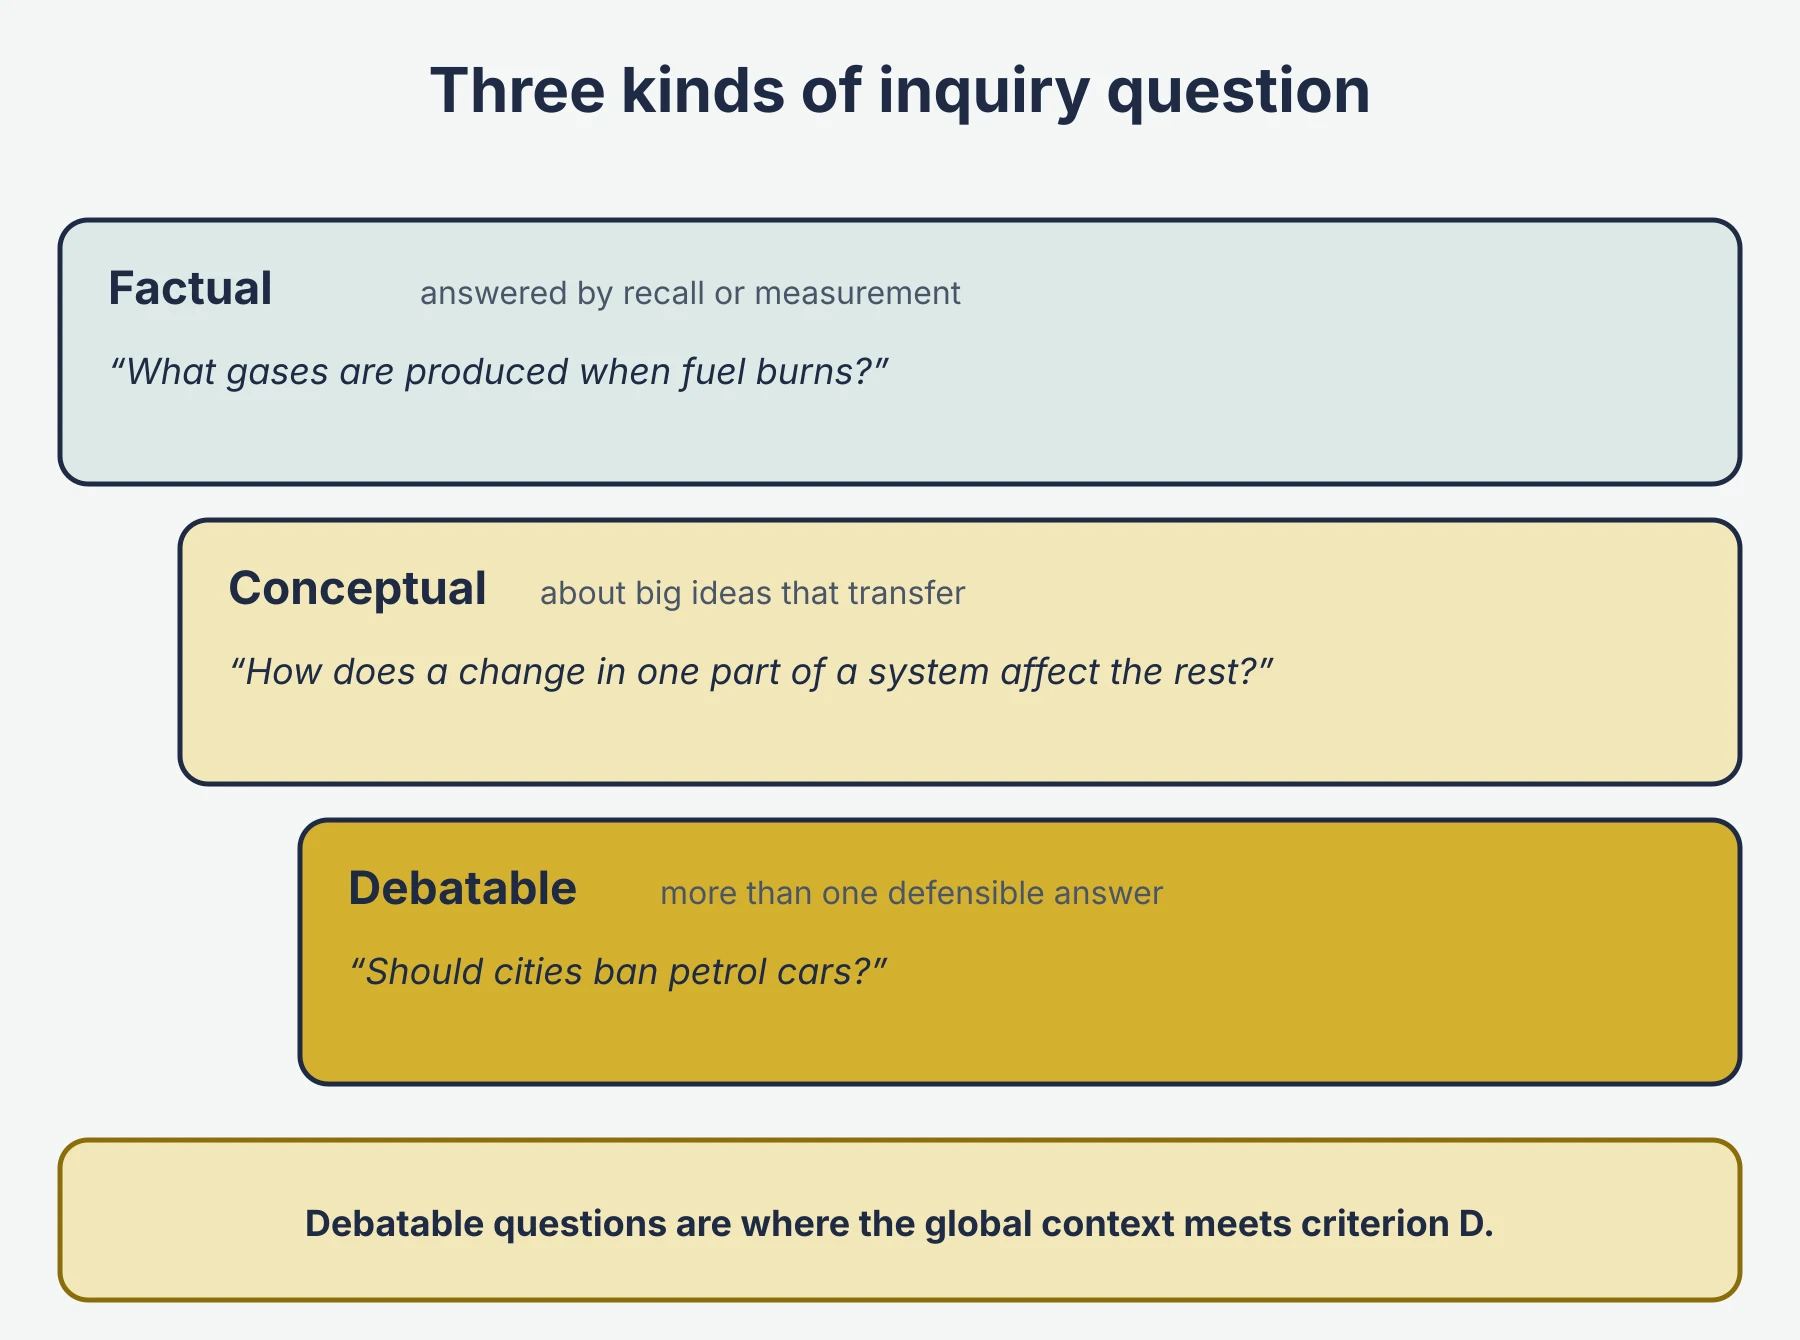 Three kinds of inquiry question
Factual answered by recall or measurement
“What gases are produced when fuel burns?”
Conceptual about big ideas that transfer
“How does a change in one part of a system affect the rest?”
Debatable more than one defensible answer
“Should cities ban petrol cars?”
Debatable questions are where the global context meets criterion D.